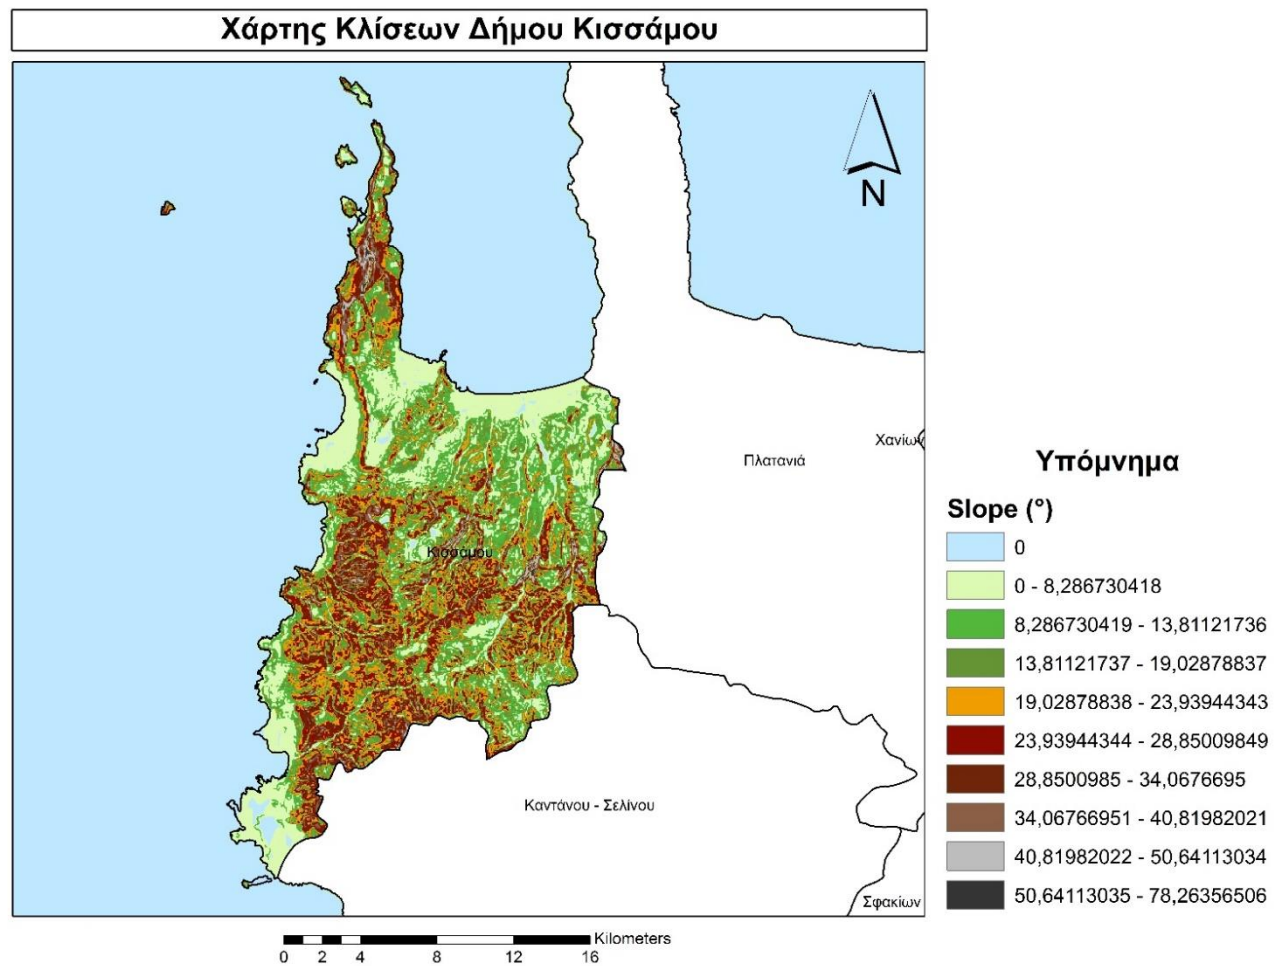 Χάρτης Κλίσεων Δήμου Κισσάμου
N
Χανίων
Πλατανιά
Κισσάμου
Καντάνου - Σελίνου
Σφακίων
Υπόμνημα
Slope (°)
0
0 - 8,286730418
8,286730419 - 13,81121736
13,81121737 - 19,02878837
19,02878838 - 23,93944343
23,93944344 - 28,85009849
28,8500985 - 34,0676695
34,06766951 - 40,81982021
40,81982022 - 50,64113034
50,64113035 - 78,26356506
Kilometers
0 2 4 8 12 16